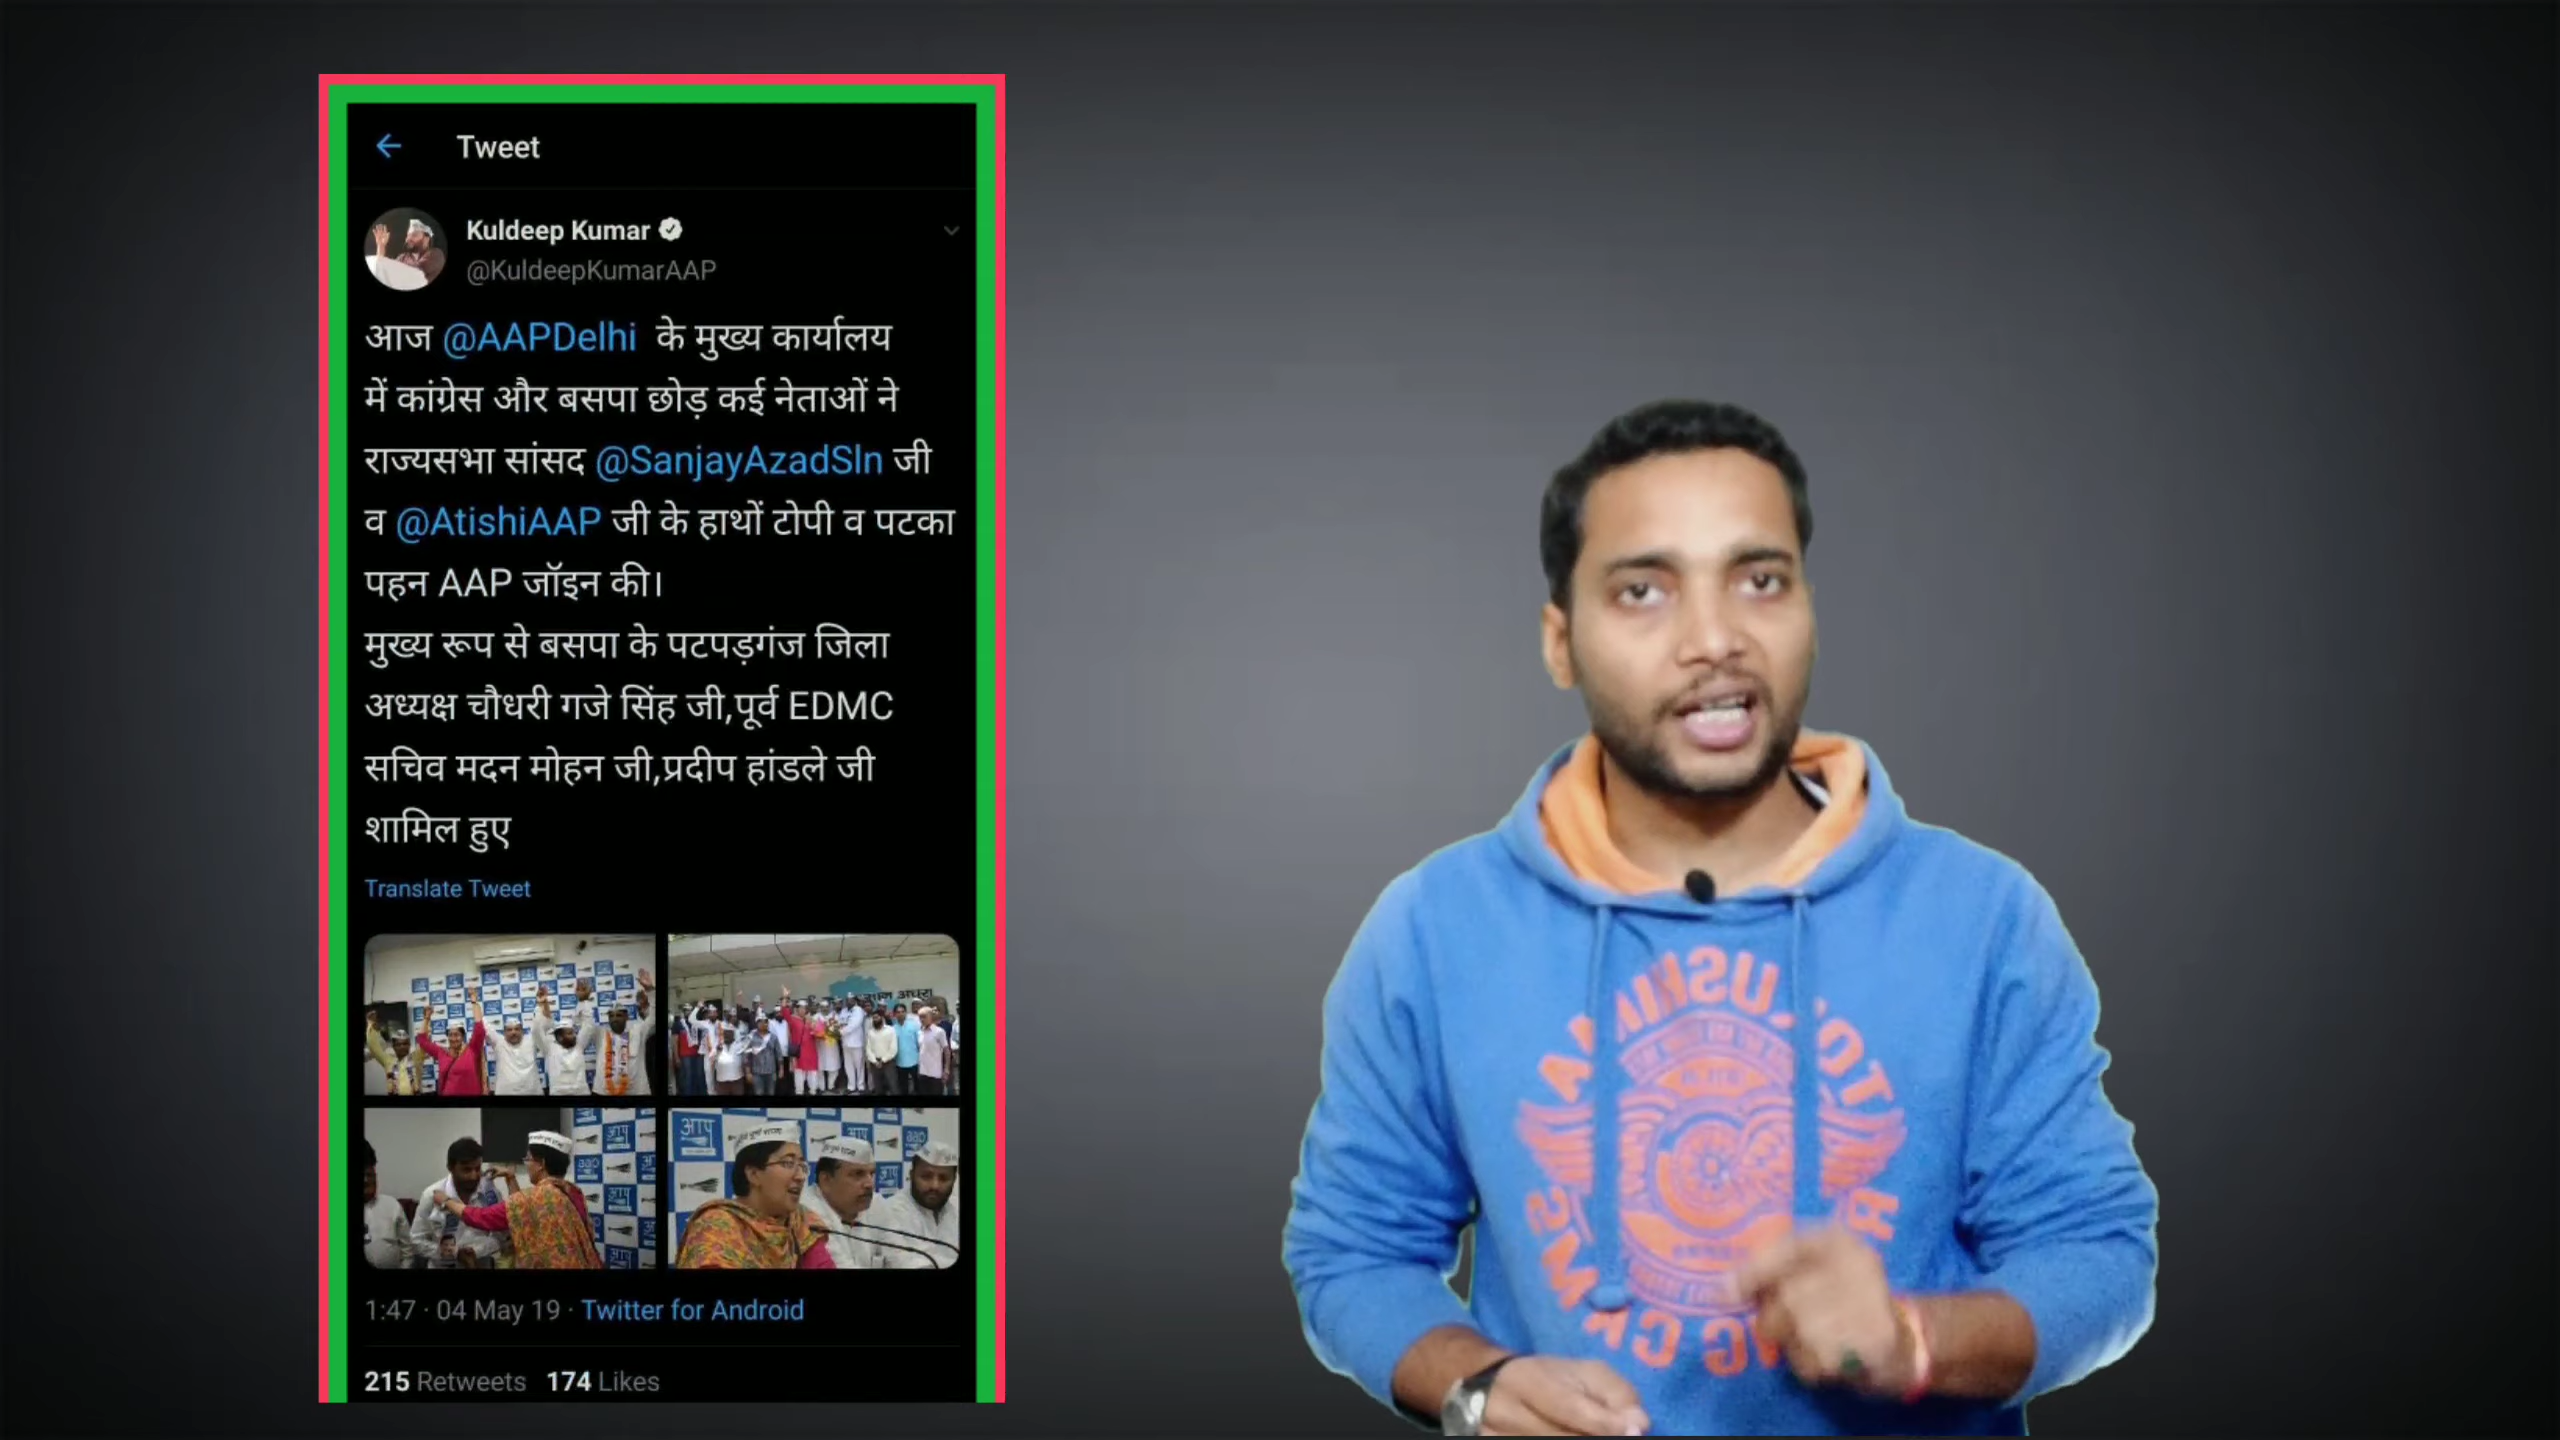 Tweet
Kuldeep Kumar
@KuldeepKumarAAP
आज @AAPDelhi के मुख्य कार्यालय
में कांग्रेस और बसपा छोड़ कई नेताओं ने
राज्यसभा सांसद @SanjayAzadSln जी
व @AtishiAAP जी के हाथों टोपी व पटका
पहन AAP जॉइन की।
मुख्य रूप से बसपा के पटपड़गंज जिला
अध्यक्ष चौधरी गजे सिंह जी,पूर्व EDMC
सचिव मदन मोहन जी,प्रदीप हांडले जी
शामिल हुए
Translate Tweet
आप
1:47 · 04 May 19 · Twitter for Android
215 Retweets 174 Likes